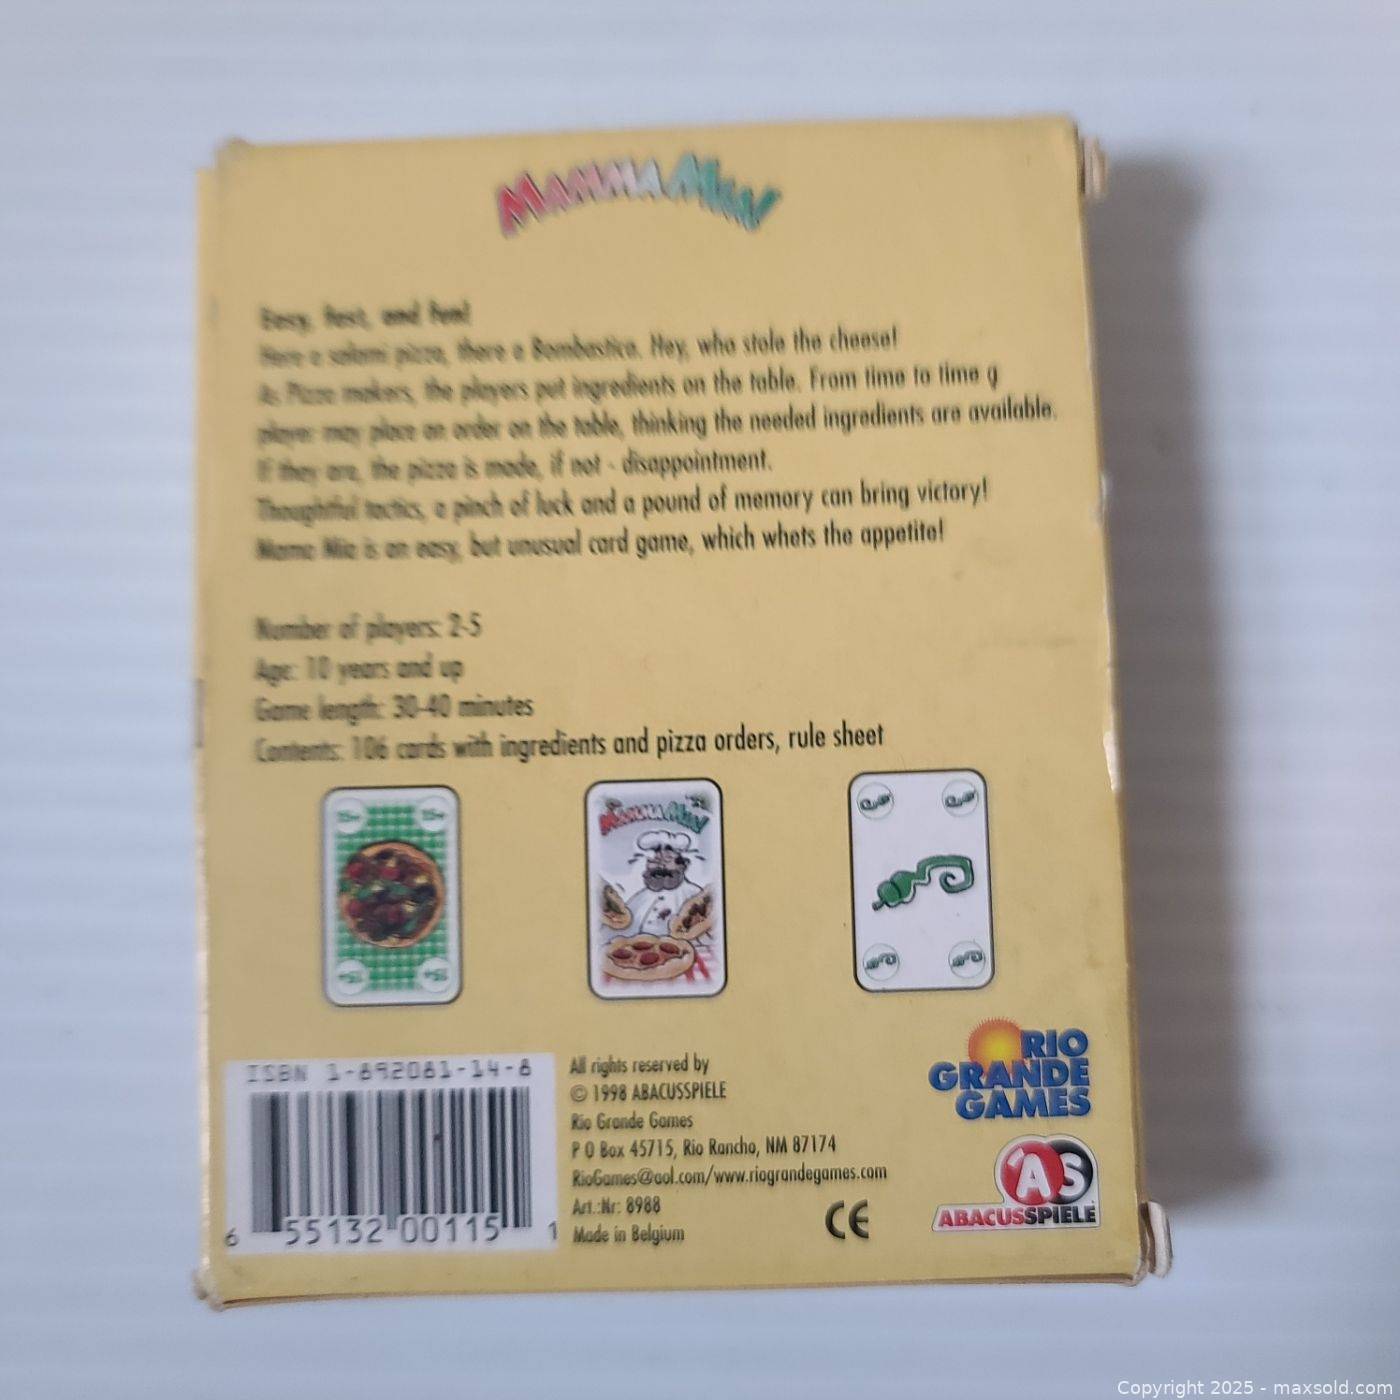 MAMMA MIA!
Easy, fast, and fun!
Here a salami pizza, there a Bombastica. Hey, who stole the cheese!
As Pizza makers, the players put ingredients on the table. From time to time g
player may place an order on the table, thinking the needed ingredients are available.
If they are, the pizza is made, if not - disappointment.
Thoughtful tactics, a pinch of luck and a pound of memory can bring victory!
Mama Mia is an easy, but unusual card game, which whets the appetite!
Number of players: 2-5
Age: 10 years and up
Game length: 30-40 minutes
Contents: 106 cards with ingredients and pizza orders, rule sheet
15+ 15+
MAMMA MIA!
15+ 15+
RIO
GRANDE
GAMES
ISBN 1-892081-14-8
6 55132 00115 1
All rights reserved by
© 1998 ABACUSSPIELE
Rio Grande Games
P O Box 45715, Rio Rancho, NM 87174
RioGames@aol.com/www.riograndegames.com
Art.:Nr: 8988
Made in Belgium
CE
AS
ABACUSSPIELE
Copyright 2025 - maxsold.com